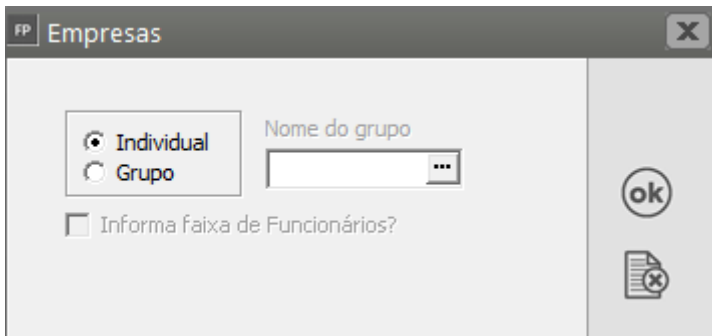 FP Empresas
Individual
Grupo
Nome do grupo
...
Informa faixa de Funcionários?
ok